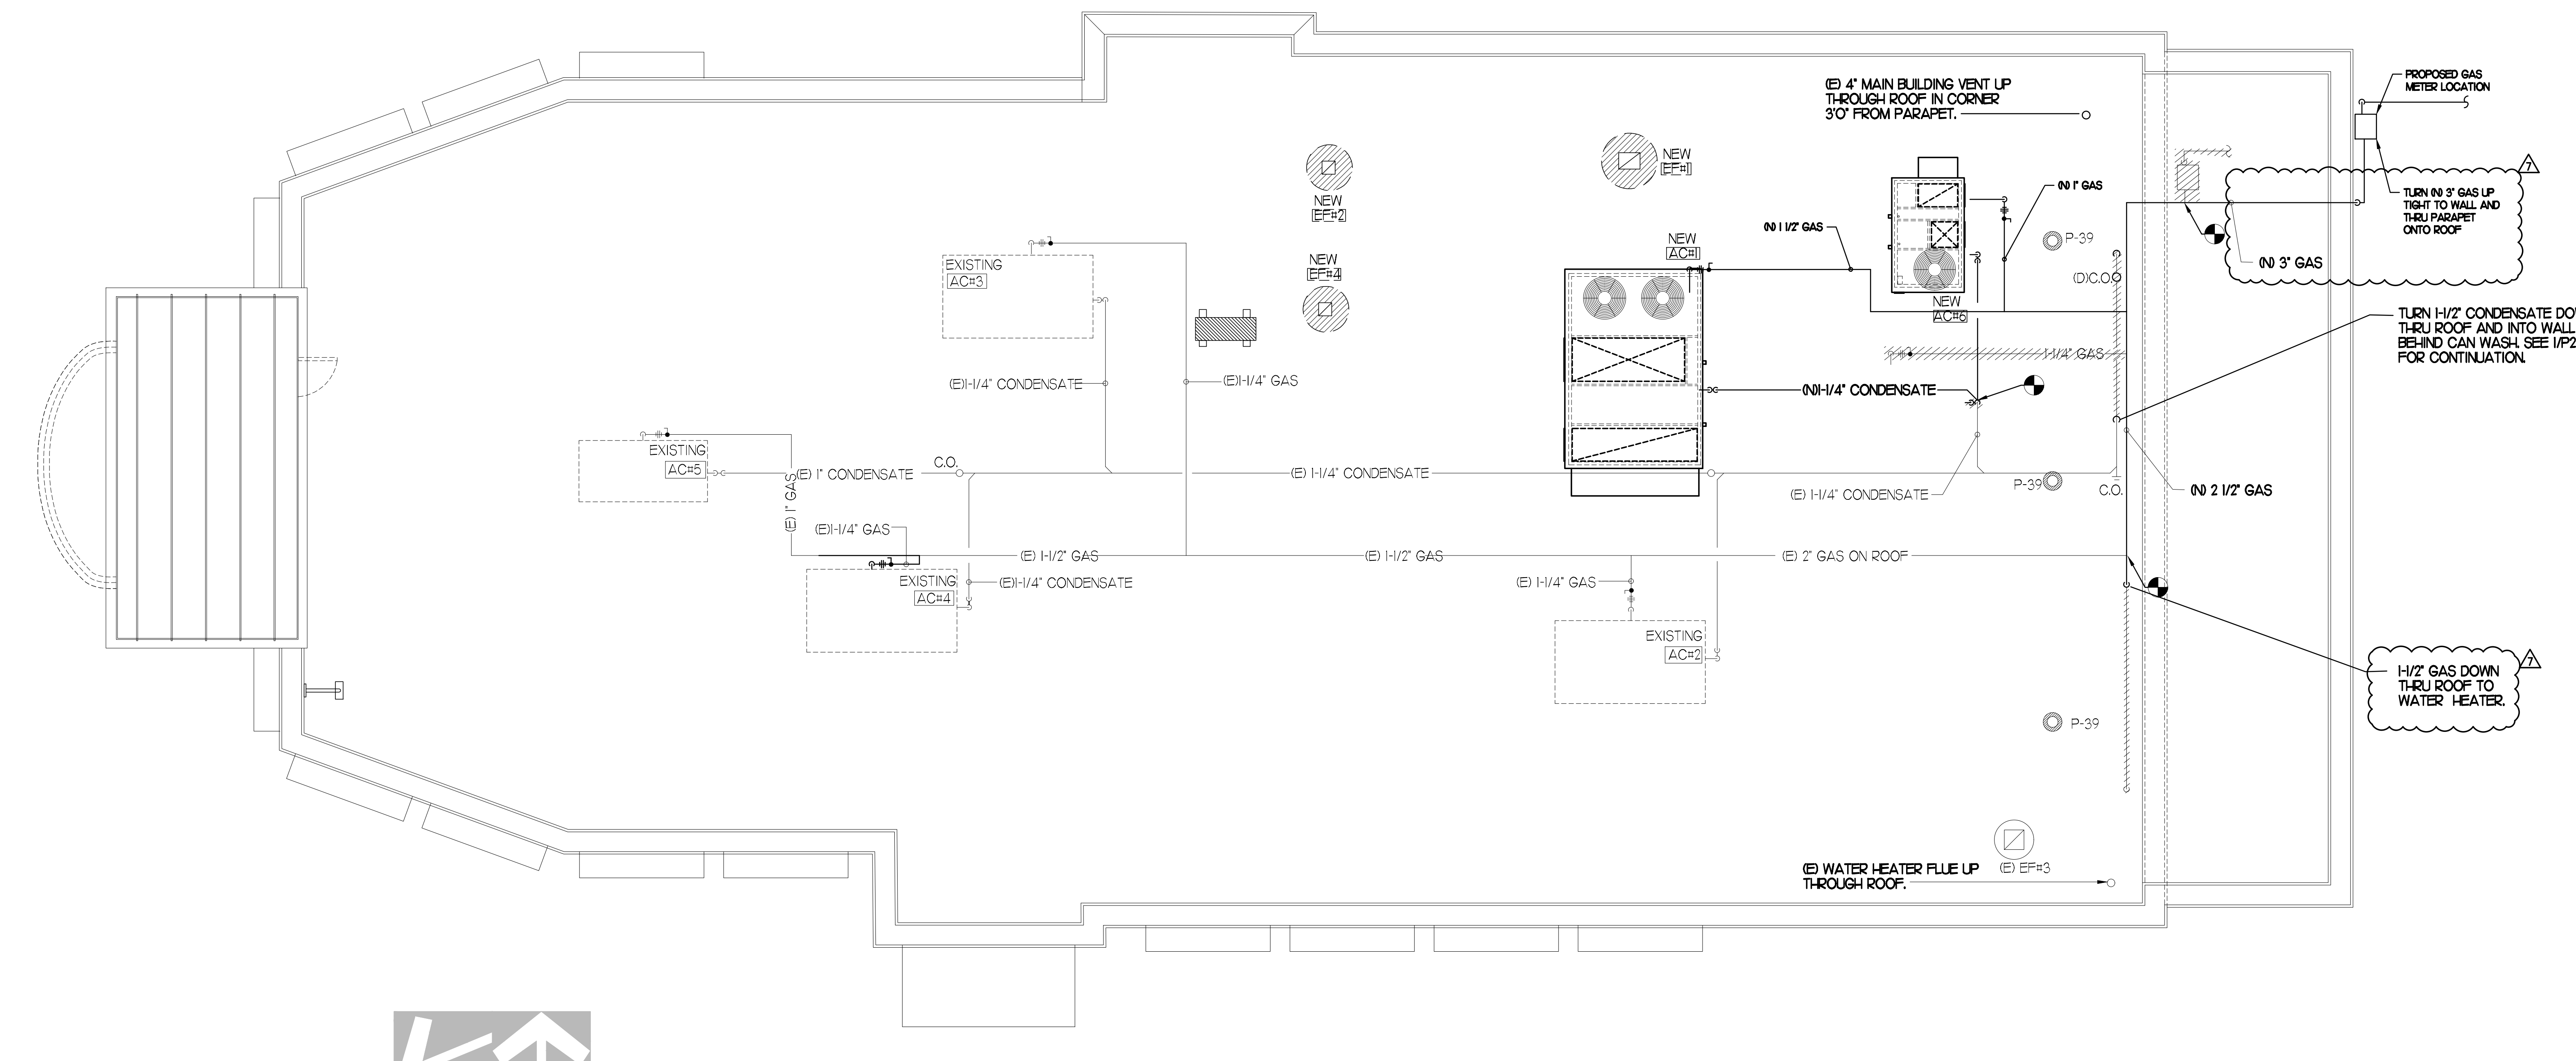 (E) 4" MAIN BUILDING VENT UP
THROUGH ROOF IN CORNER
3'0" FROM PARAPET.
PROPOSED GAS
METER LOCATION
7
TURN (N) 3" GAS UP
TIGHT TO WALL AND
THRU PARAPET
ONTO ROOF
(N) 3" GAS
NEW
EF#1
NEW
EF#2
NEW
EF#4
(N) 1" GAS
(N) 1 1/2" GAS
P-39
NEW
AC#1
NEW
AC#6
(D)C.O.
EXISTING
AC#3
TURN 1-1/2" CONDENSATE DO
THRU ROOF AND INTO WALL
BEHIND CAN WASH. SEE 1/P2
FOR CONTINUATION.
1-1/4" GAS
(E)1-1/4" CONDENSATE
(E)1-1/4" GAS
(N)1-1/4" CONDENSATE
EXISTING
AC#5
(E) 1" CONDENSATE
C.O.
(E) 1-1/4" CONDENSATE
(E) 1" GAS
(E) 1-1/4" CONDENSATE
P-39
C.O.
(N) 2 1/2" GAS
(E)1-1/4" GAS
(E) 1-1/2" GAS
(E) 1-1/2" GAS
(E) 2" GAS ON ROOF
EXISTING
AC#4
(E)1-1/4" CONDENSATE
(E) 1-1/4" GAS
EXISTING
AC#2
7
1-1/2" GAS DOWN
THRU ROOF TO
WATER HEATER.
P-39
(E) WATER HEATER FLUE UP
THROUGH ROOF.
(E) EF#3